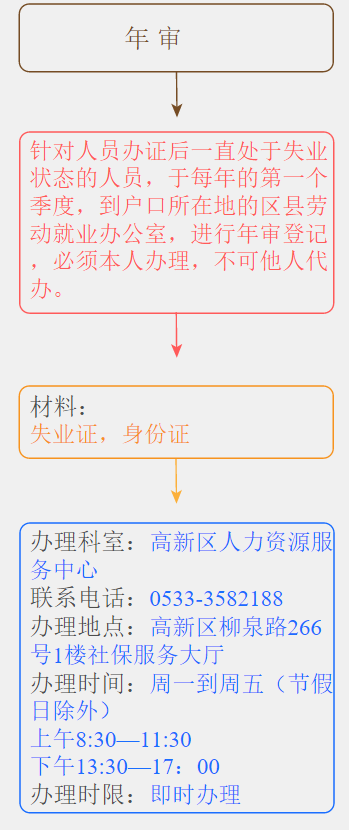 年 审
针对人员办证后一直处于失业
状态的人员，于每年的第一个
季度，到户口所在地的区县劳
动就业办公室，进行年审登记
，必须本人办理，不可他人代
办。
材料：
失业证，身份证
办理科室：高新区人力资源服
务中心
联系电话：0533-3582188
办理地点：高新区柳泉路266
号1楼社保服务大厅
办理时间：周一到周五（节假
日除外）
上午8:30—11:30
下午13:30—17：00
办理时限：即时办理